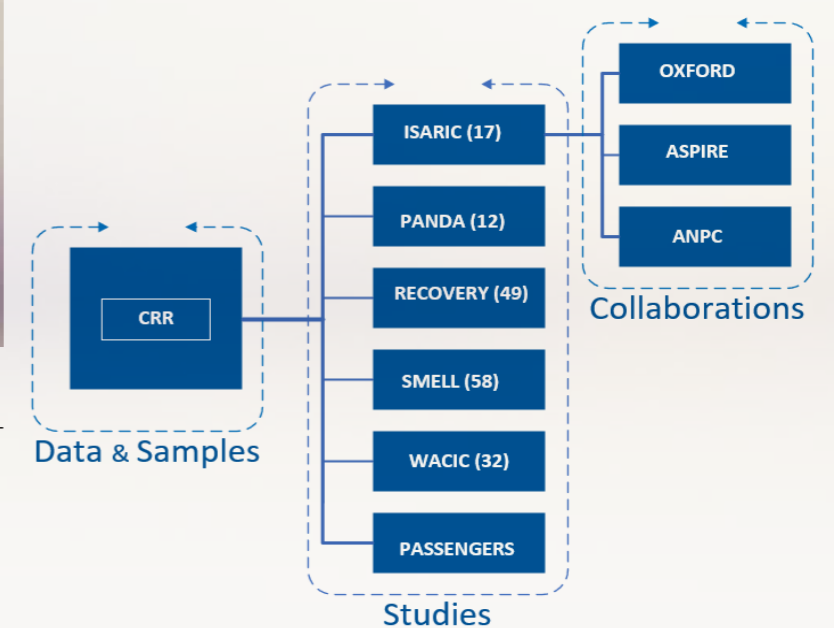 CRR
Data & Samples
ISARIC (17)
PANDA (12)
RECOVERY (49)
SMELL (58)
WACIC (32)
PASSENGERS
Studies
OXFORD
ASPIRE
ANPC
Collaborations